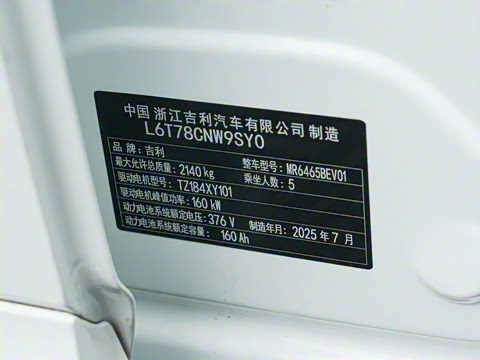 中国 浙江吉利汽车有限公司 制造
L6T78CNW9SY0
品牌：吉利 整车型号：MR6465BEV01
最大允许总质量：2140 kg 乘坐人数：5
驱动电机型号：TZ184XY101
驱动电机峰值功率：160 kW
动力电池系统额定电压：376 V 制造年月：2025 年 7 月
动力电池系统额定容量：160 Ah